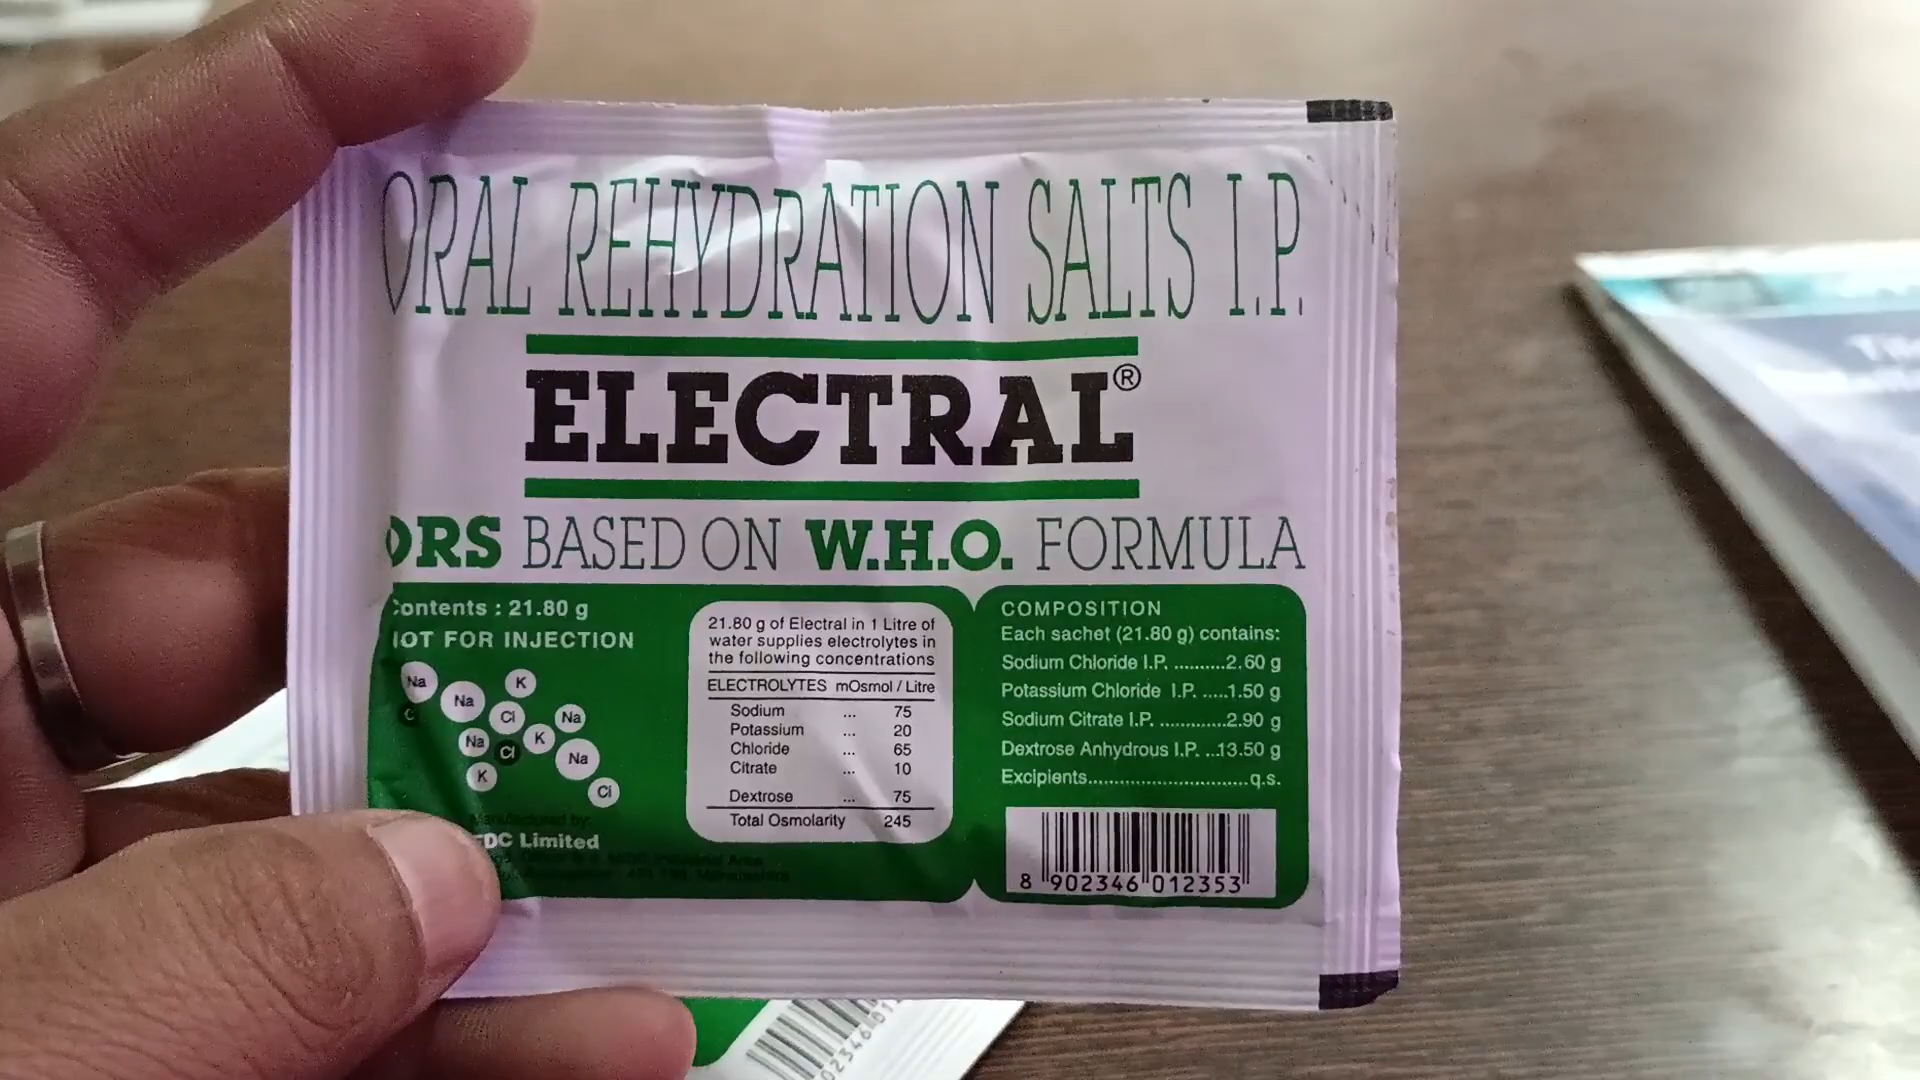 ORAL REHYDRATION SALTS I.P.
ELECTRAL®
ORS BASED ON W.H.O. FORMULA
Contents : 21.80 g
NOT FOR INJECTION
Na
Na
K
C
Cl
Na
Na
Cl
K
Na
K
Cl
Manufactured by:
FDC Limited
21.80 g of Electral in 1 Litre of
water supplies electrolytes in
the following concentrations
ELECTROLYTES mOsmol / Litre
Sodium ... 75
Potassium ... 20
Chloride ... 65
Citrate ... 10
Dextrose ... 75
Total Osmolarity 245
COMPOSITION
Each sachet (21.80 g) contains:
Sodium Chloride I.P. ..........2.60 g
Potassium Chloride I.P. .....1.50 g
Sodium Citrate I.P. .............2.90 g
Dextrose Anhydrous I.P. ..13.50 g
Excipients...............................q.s.
8 902346 012353